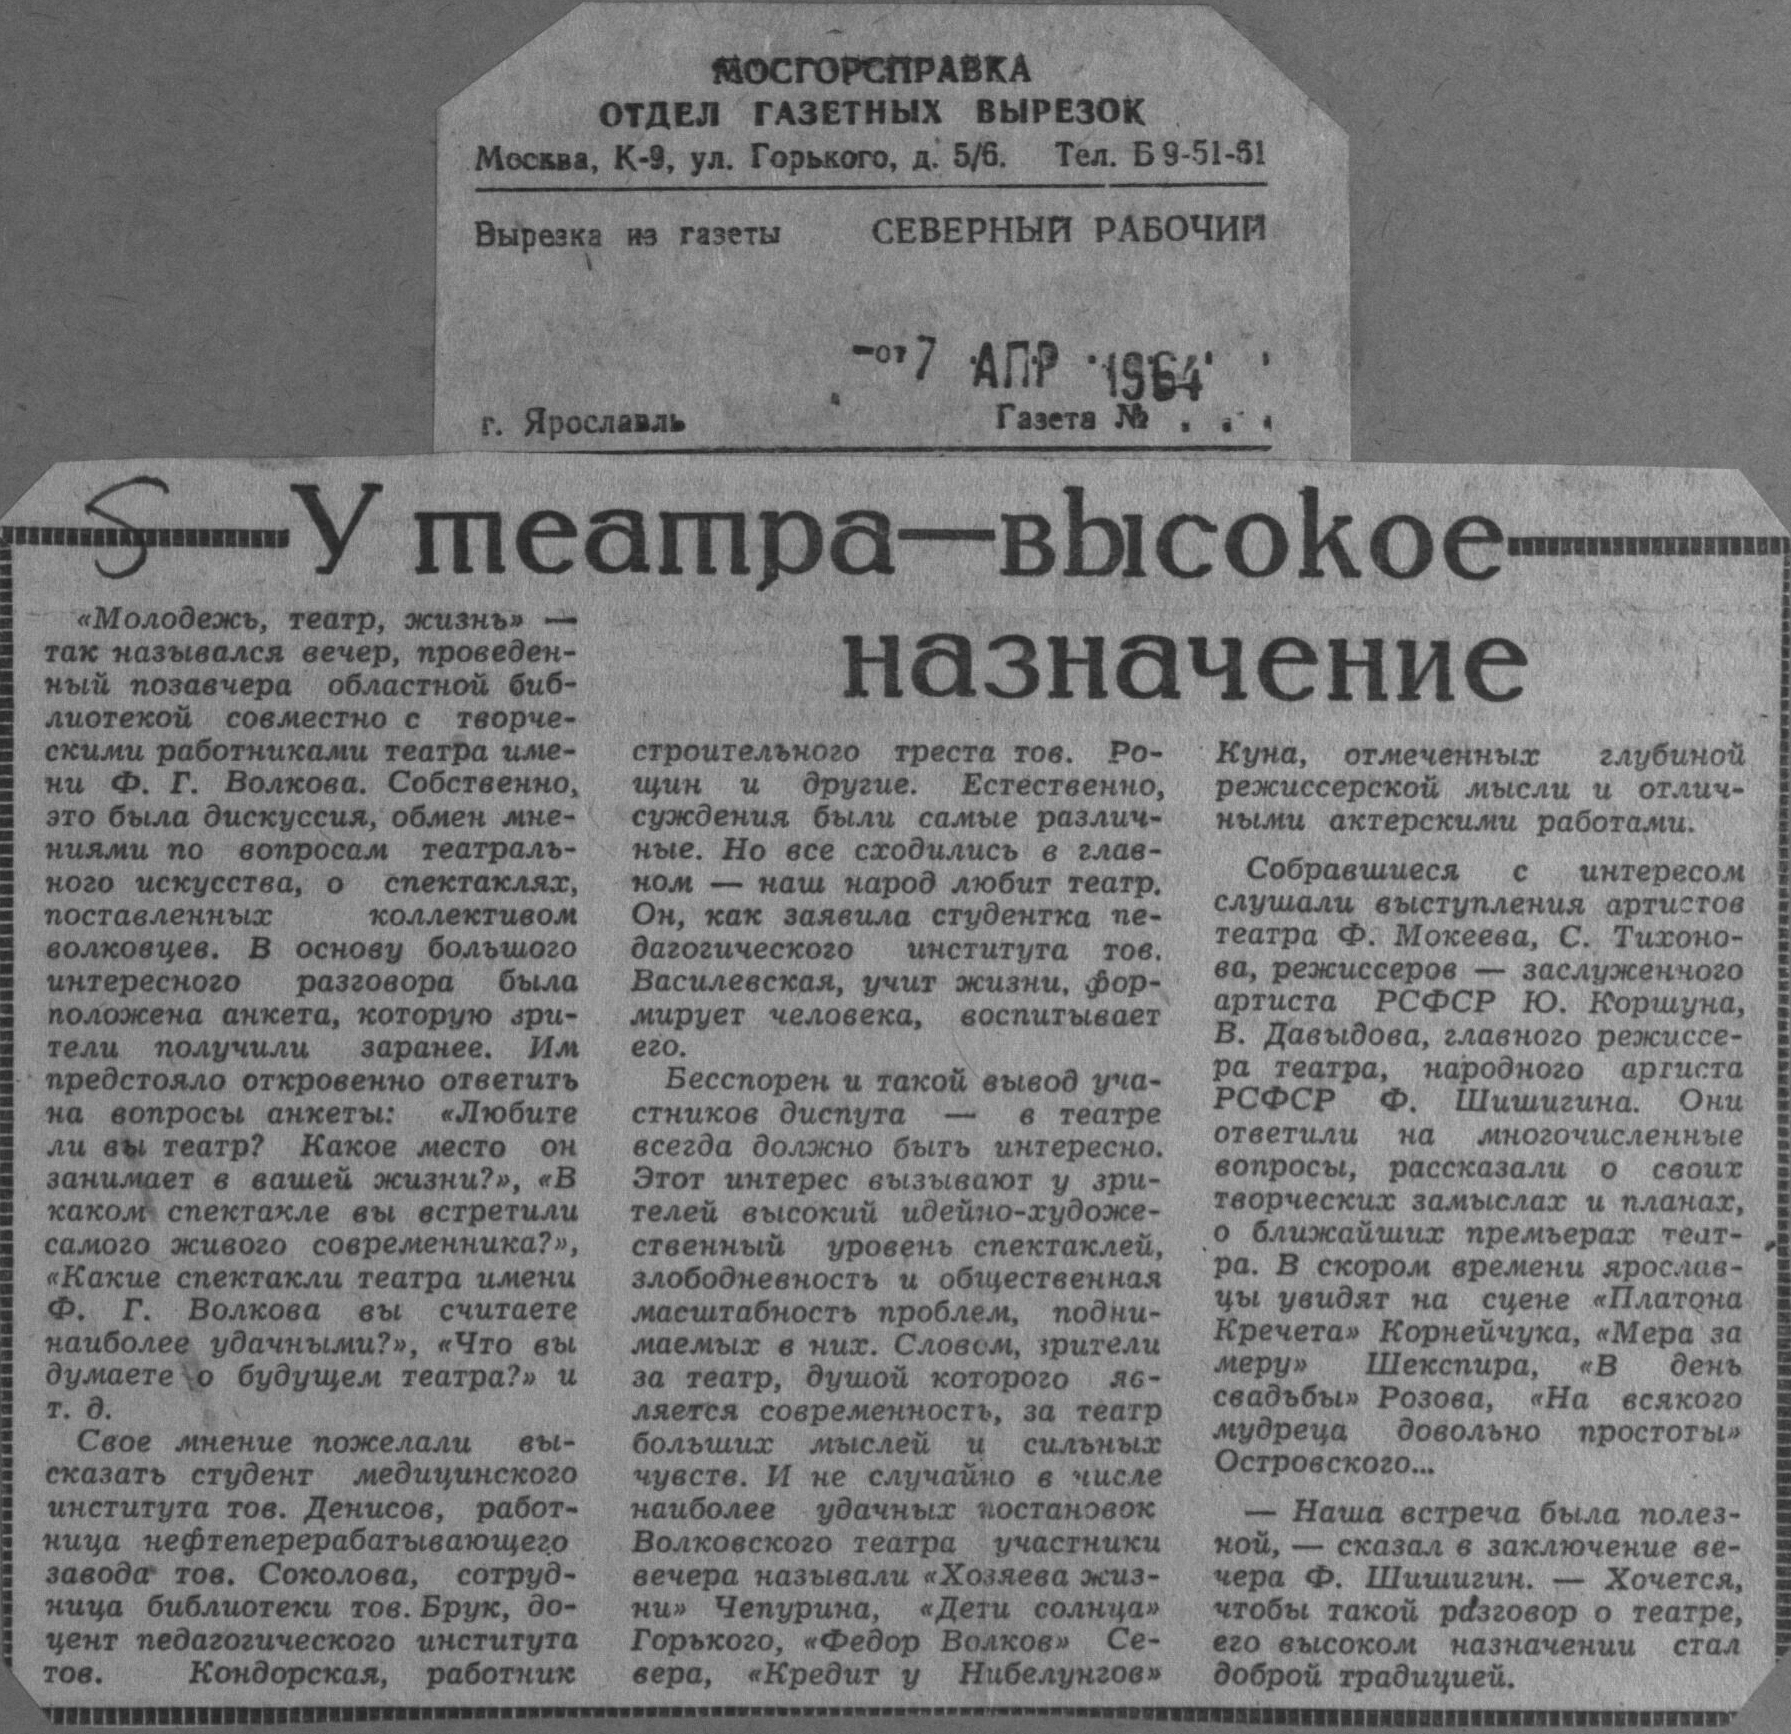 МОСГОРСПРАВКА
ОТДЕЛ ГАЗЕТНЫХ ВЫРЕЗОК
Москва, К-9, ул. Горького, д. 5/6. Тел. Б 9-51-61
Вырезка из газеты СЕВЕРНЫЙ РАБОЧИЙ
-от 7 АПР 1964
г. Ярославль Газета № . . .
У театра—высокое
назначение
«Молодежь, театр, жизнь» —
так назывался вечер, проведен-
ный позавчера областной биб-
лиотекой совместно с творче-
скими работниками театра име-
ни Ф. Г. Волкова. Собственно,
это была дискуссия, обмен мне-
ниями по вопросам театраль-
ного искусства, о спектаклях,
поставленных коллективом
волковцев. В основу большого
интересного разговора была
положена анкета, которую зри-
тели получили заранее. Им
предстояло откровенно ответить
на вопросы анкеты: «Любите
ли вы театр? Какое место он
занимает в вашей жизни?», «В
каком спектакле вы встретили
самого живого современника?»,
«Какие спектакли театра имени
Ф. Г. Волкова вы считаете
наиболее удачными?», «Что вы
думаете о будущем театра?» и
т. д.
Свое мнение пожелали вы-
сказать студент медицинского
института тов. Денисов, работ-
ница нефтеперерабатывающего
завода тов. Соколова, сотруд-
ница библиотеки тов. Брук, до-
цент педагогического института
тов. Кондорская, работник
строительного треста тов. Ро-
щин и другие. Естественно,
суждения были самые различ-
ные. Но все сходились в глав-
ном — наш народ любит театр.
Он, как заявила студентка пе-
дагогического института тов.
Василевская, учит жизни, фор-
мирует человека, воспитывает
его.
Бесспорен и такой вывод уча-
стников диспута — в театре
всегда должно быть интересно.
Этот интерес вызывают у зри-
телей высокий идейно-художе-
ственный уровень спектаклей,
злободневность и общественная
масштабность проблем, подни-
маемых в них. Словом, зрители
за театр, душой которого яв-
ляется современность, за театр
больших мыслей и сильных
чувств. И не случайно в числе
наиболее удачных постановок
Волковского театра участники
вечера называли «Хозяева жиз-
ни» Чепурина, «Дети солнца»
Горького, «Федор Волков» Се-
вера, «Кредит у Нибелунгов»
Куна, отмеченных глубиной
режиссерской мысли и отлич-
ными актерскими работами.
Собравшиеся с интересом
слушали выступления артистов
театра Ф. Мокеева, С. Тихоно-
ва, режиссеров — заслуженного
артиста РСФСР Ю. Коршуна,
В. Давыдова, главного режиссе-
ра театра, народного артиста
РСФСР Ф. Шишигина. Они
ответили на многочисленные
вопросы, рассказали о своих
творческих замыслах и планах,
о ближайших премьерах теат-
ра. В скором времени ярослав-
цы увидят на сцене «Платона
Кречета» Корнейчука, «Мера за
меру» Шекспира, «В день
свадьбы» Розова, «На всякого
мудреца довольно простоты»
Островского...
— Наша встреча была полез-
ной, — сказал в заключение ве-
чера Ф. Шишигин. — Хочется,
чтобы такой разговор о театре,
его высоком назначении стал
доброй традицией.